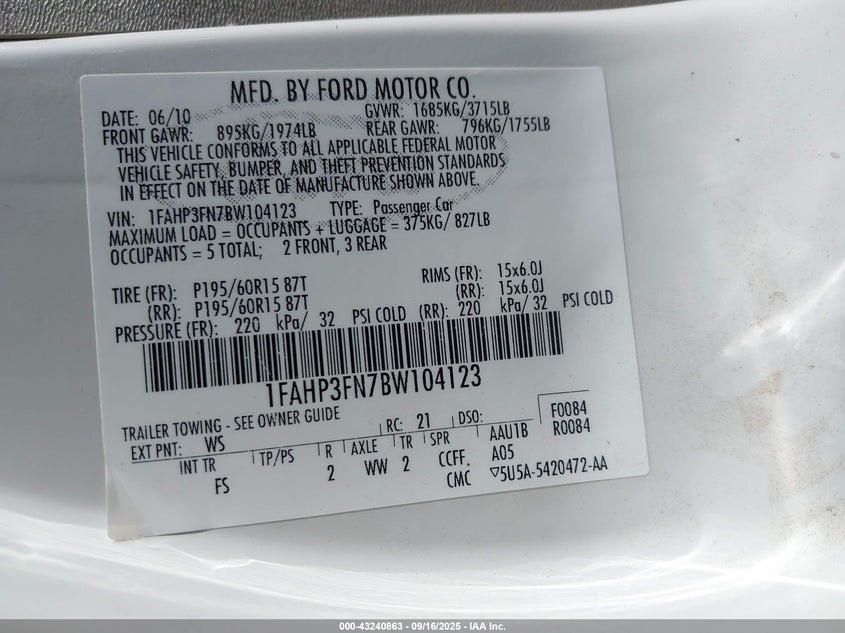 MFD. BY FORD MOTOR CO.
DATE: 06/10 GVWR: 1685KG/3715LB
FRONT GAWR: 895KG/1974LB REAR GAWR: 796KG/1755LB
THIS VEHICLE CONFORMS TO ALL APPLICABLE FEDERAL MOTOR
VEHICLE SAFETY, BUMPER, AND THEFT PREVENTION STANDARDS
IN EFFECT ON THE DATE OF MANUFACTURE SHOWN ABOVE.
VIN: 1FAHP3FN7BW104123 TYPE: Passenger Car
MAXIMUM LOAD = OCCUPANTS + LUGGAGE = 375KG/ 827LB
OCCUPANTS = 5 TOTAL; 2 FRONT, 3 REAR
TIRE (FR): P195/60R15 87T RIMS (FR): 15x6.0J
(RR): P195/60R15 87T (RR): 15x6.0J
PRESSURE (FR): 220 kPa/ 32 PSI COLD (RR): 220 kPa/ 32 PSI COLD
1FAHP3FN7BW104123
TRAILER TOWING - SEE OWNER GUIDE
EXT PNT: WS RC: 21 DSO: F0084
R0084
INT TR TP/PS R AXLE TR SPR AAU1B
FS 2 WW 2 CCFF. A05
CMC ▽5U5A-5420472-AA
000-43240863 - 09/16/2025 - IAA Inc.